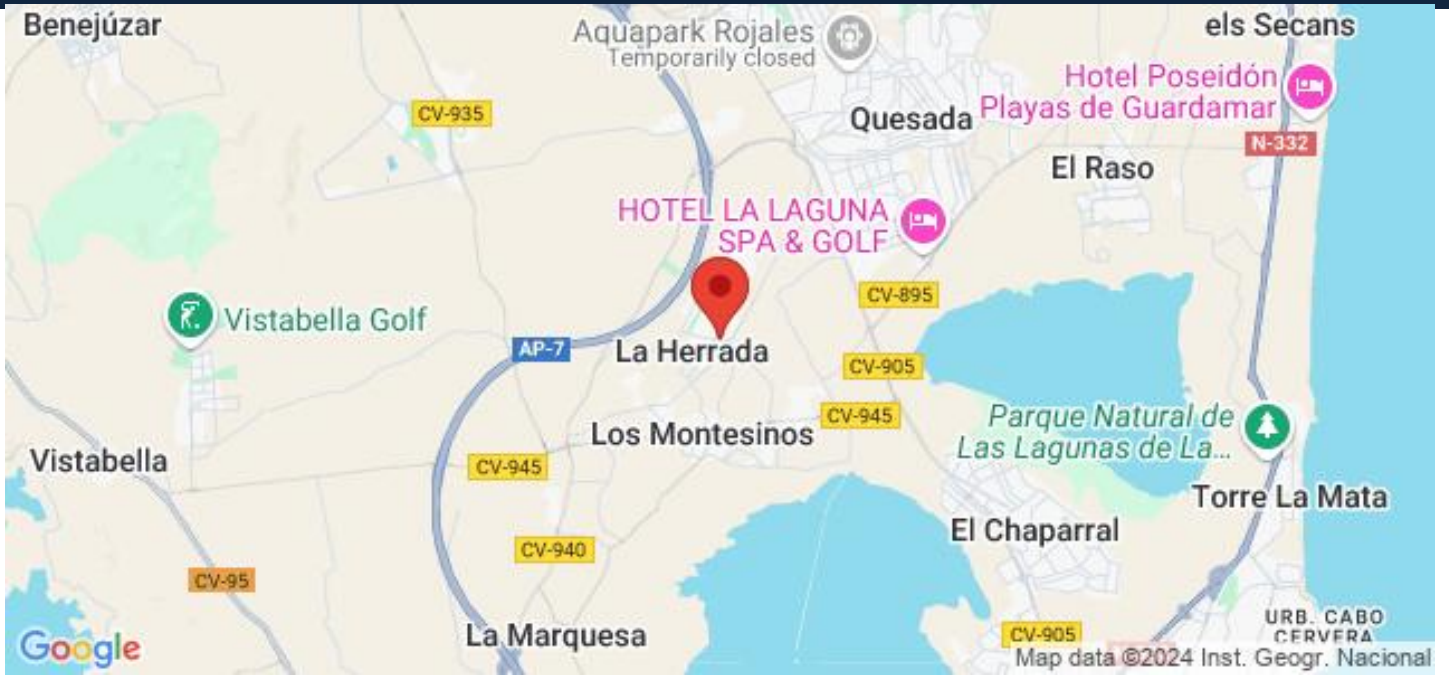 Benejúzar
Aquapark Rojales
Temporarily closed
els Secans
Hotel Poseidón
Playas de Guardamar
CV-935
Quesada
N-332
El Raso
HOTEL LA LAGUNA
SPA & GOLF
CV-895
Vistabella Golf
AP-7
La Herrada
CV-905
CV-945
Parque Natural de
Las Lagunas de La...
Los Montesinos
Vistabella
CV-945
Torre La Mata
El Chaparral
CV-940
CV-95
URB. CABO
CERVERA
La Marquesa
CV-905
Google
Map data ©2024 Inst. Geogr. Nacional